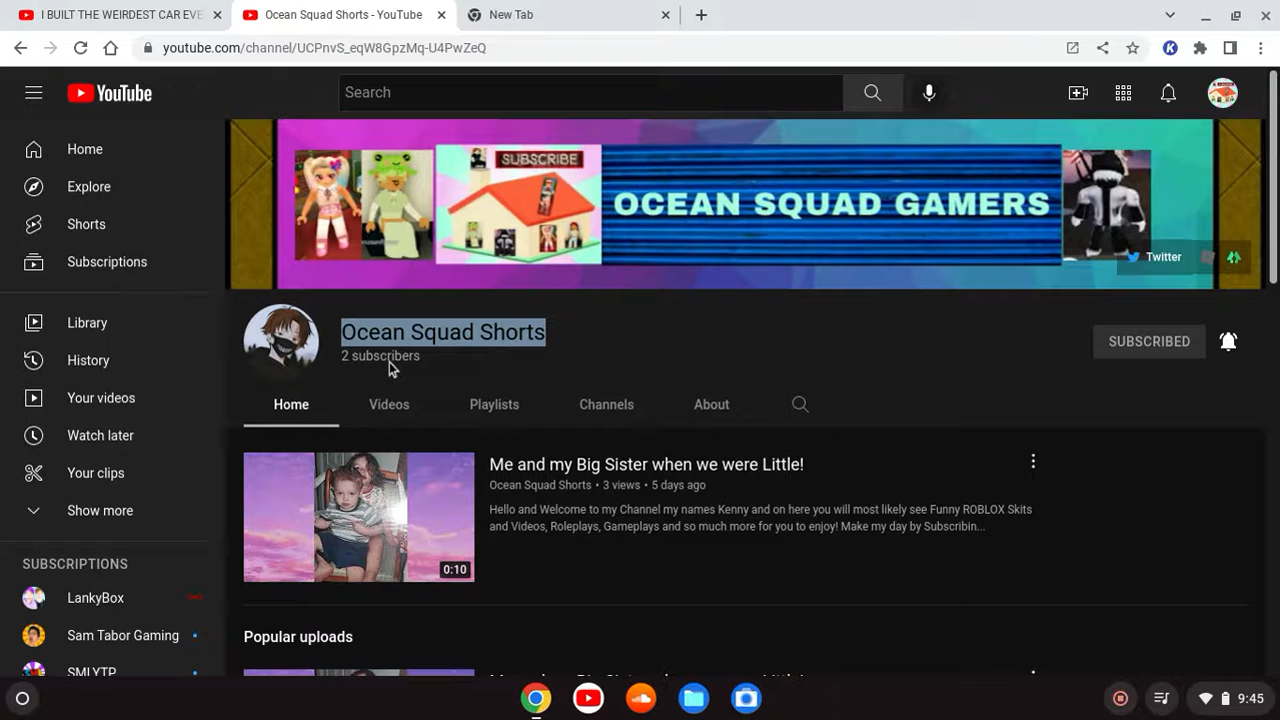 I BUILT THE WEIRDEST CAR EVE
Ocean Squad Shorts - YouTube
New Tab
youtube.com/channel/UCPnvS_eqW8GpzMq-U4PwZeQ
YouTube
Search
Home
Explore
Shorts
Subscriptions
Library
History
Your videos
Watch later
Your clips
Show more
SUBSCRIPTIONS
LankyBox
Sam Tabor Gaming
SMLYTP
SUBSCRIBE
OCEAN SQUAD GAMERS
Twitter
Ocean Squad Shorts
2 subscribers
SUBSCRIBED
Home
Videos
Playlists
Channels
About
Me and my Big Sister when we were Little!
Ocean Squad Shorts • 3 views • 5 days ago
Hello and Welcome to my Channel my names Kenny and on here you will most likely see Funny ROBLOX Skits
and Videos, Roleplays, Gameplays and so much more for you to enjoy! Make my day by Subscribin...
0:10
Popular uploads
9:45